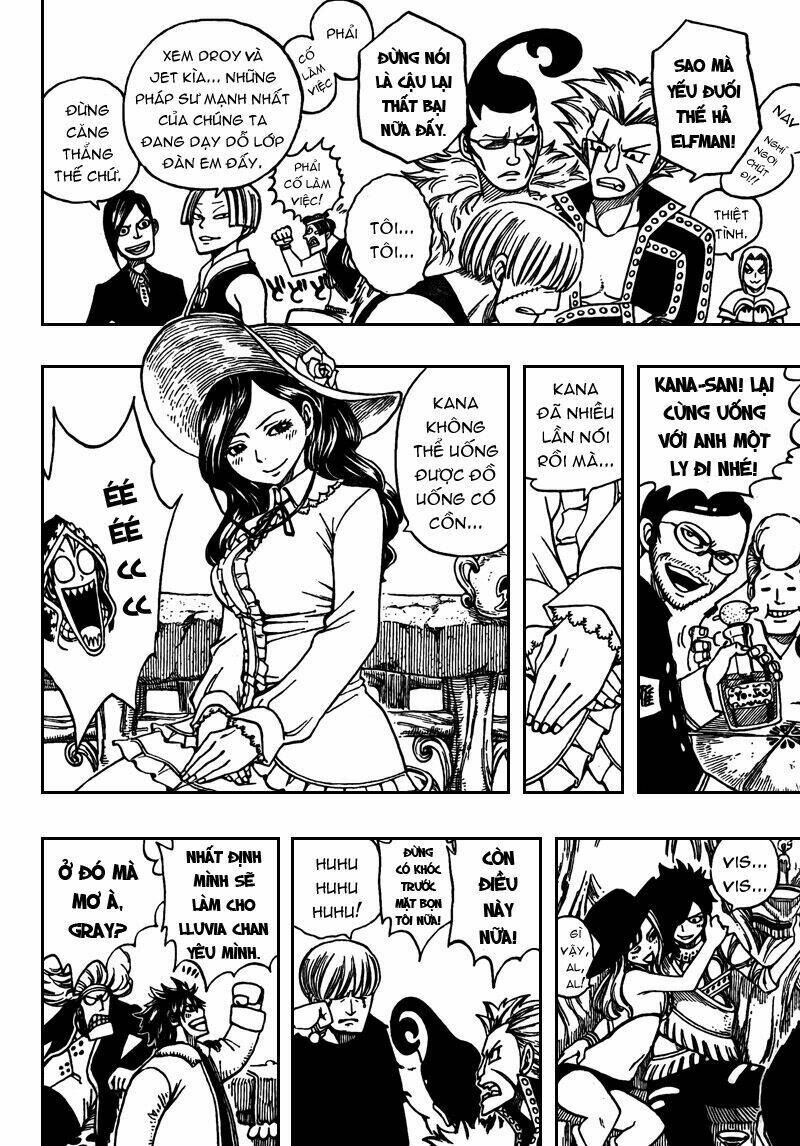 ĐỪNG
CĂNG
THẲNG
THẾ CHỨ.
XEM DROY VÀ
JET KÌA... NHỮNG
PHÁP SƯ MẠNH NHẤT
CỦA CHÚNG TA
ĐANG DẠY DỖ LỚP
ĐÀN EM ĐẤY.
PHẢI
CỐ LÀM
VIỆC
PHẢI
CỐ LÀM
VIỆC!
ĐỪNG NÓI
LÀ CẬU LẠI
THẤT BẠI
NỮA ĐẤY.
TÔI...
TÔI...
SAO MÀ
YẾU ĐUỐI
THẾ HẢ
ELFMAN!
NAV
NGHỈ
NGƠI
CHÚT
ĐI!!
THIỆT
TÌNH.
ÉÉ
ÉÉ
CC
CC
KANA
KHÔNG
THỂ UỐNG
ĐƯỢC ĐỒ
UỐNG CÓ
CỒN...
KANA
ĐÃ NHIỀU
LẦN NÓI
RỒI MÀ...
KANA-SAN! LẠI
CÙNG UỐNG
VỚI ANH MỘT
LY ĐI NHÉ!
Ở ĐÓ MÀ
MƠ À,
GRAY?
NHẤT ĐỊNH
MÌNH SẼ
LÀM CHO
LLUVIA CHAN
YÊU MÌNH.
HUHU
HUHU
HUHU!
ĐỪNG
CÓ KHÓC
TRƯỚC
MẶT BỌN
TÔI NỮA!
CÒN
ĐIỀU
NÀY
NỮA!
GÌ
VẬY,
AL,
AL!
VIS...
VIS...